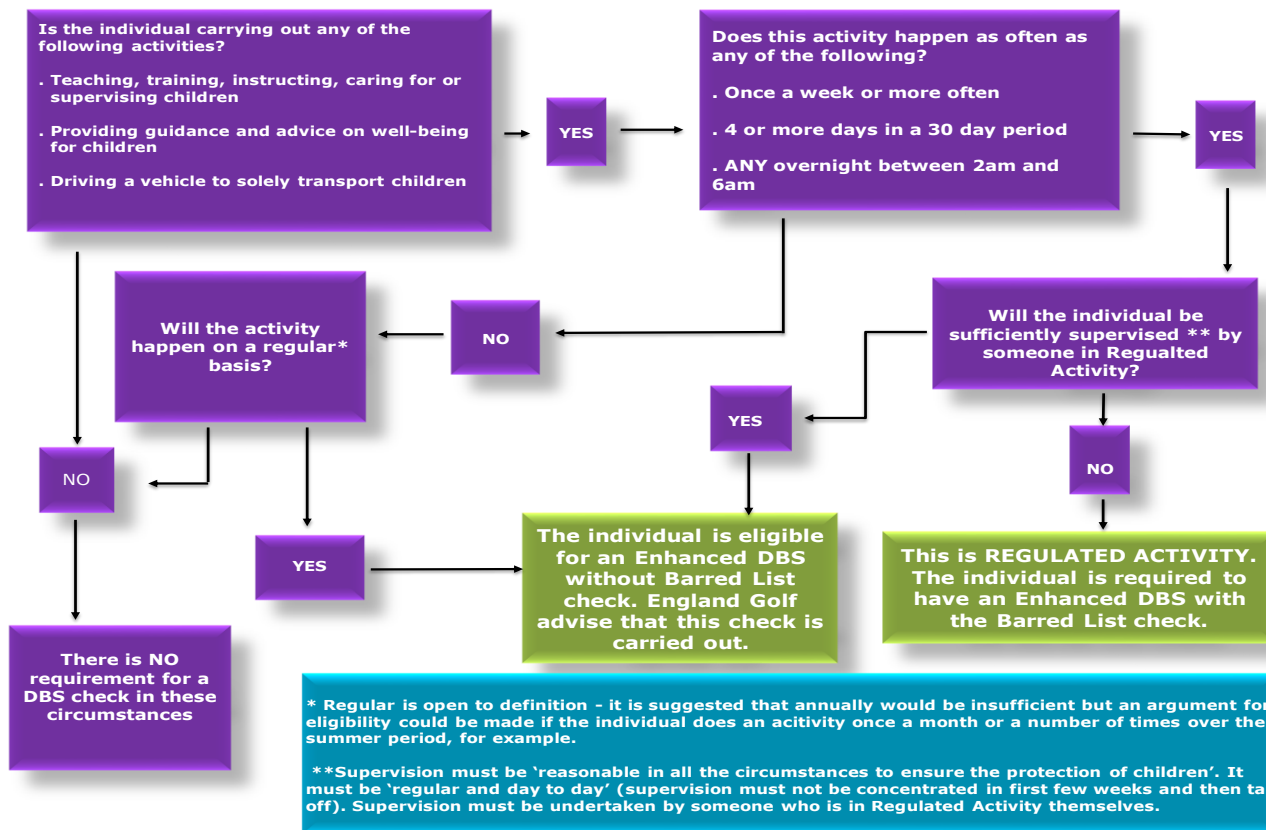 Is the individual carrying out any of the
following activities?
. Teaching, training, instructing, caring for or
supervising children
. Providing guidance and advice on well-being
for children
. Driving a vehicle to solely transport children
YES
Does this activity happen as often as
any of the following?
. Once a week or more often
. 4 or more days in a 30 day period
. ANY overnight between 2am and
6am
YES
Will the activity
happen on a regular*
basis?
NO
Will the individual be
sufficiently supervised ** by
someone in Regualted
Activity?
YES
NO
NO
YES
The individual is eligible
for an Enhanced DBS
without Barred List
check. England Golf
advise that this check is
carried out.
This is REGULATED ACTIVITY.
The individual is required to
have an Enhanced DBS with
the Barred List check.
There is NO
requirement for a
DBS check in these
circumstances
* Regular is open to definition - it is suggested that annually would be insufficient but an argument for
eligibility could be made if the individual does an acitivity once a month or a number of times over the
summer period, for example.
**Supervision must be ‘reasonable in all the circumstances to ensure the protection of children’. It
must be ‘regular and day to day’ (supervision must not be concentrated in first few weeks and then
off). Supervision must be undertaken by someone who is in Regulated Activity themselves.